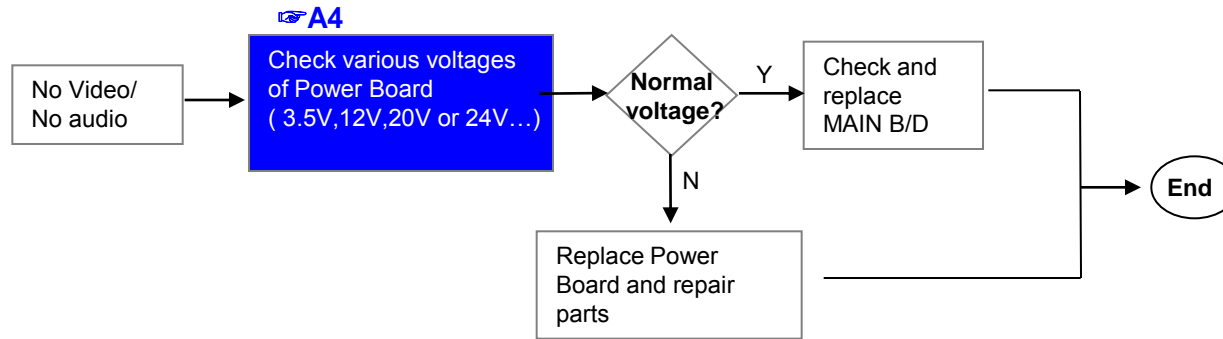 ☞A4
No Video/
No audio
Check various voltages
of Power Board
( 3.5V,12V,20V or 24V…)
Normal
voltage?
Y
Check and
replace
MAIN B/D
N
Replace Power
Board and repair
parts
End